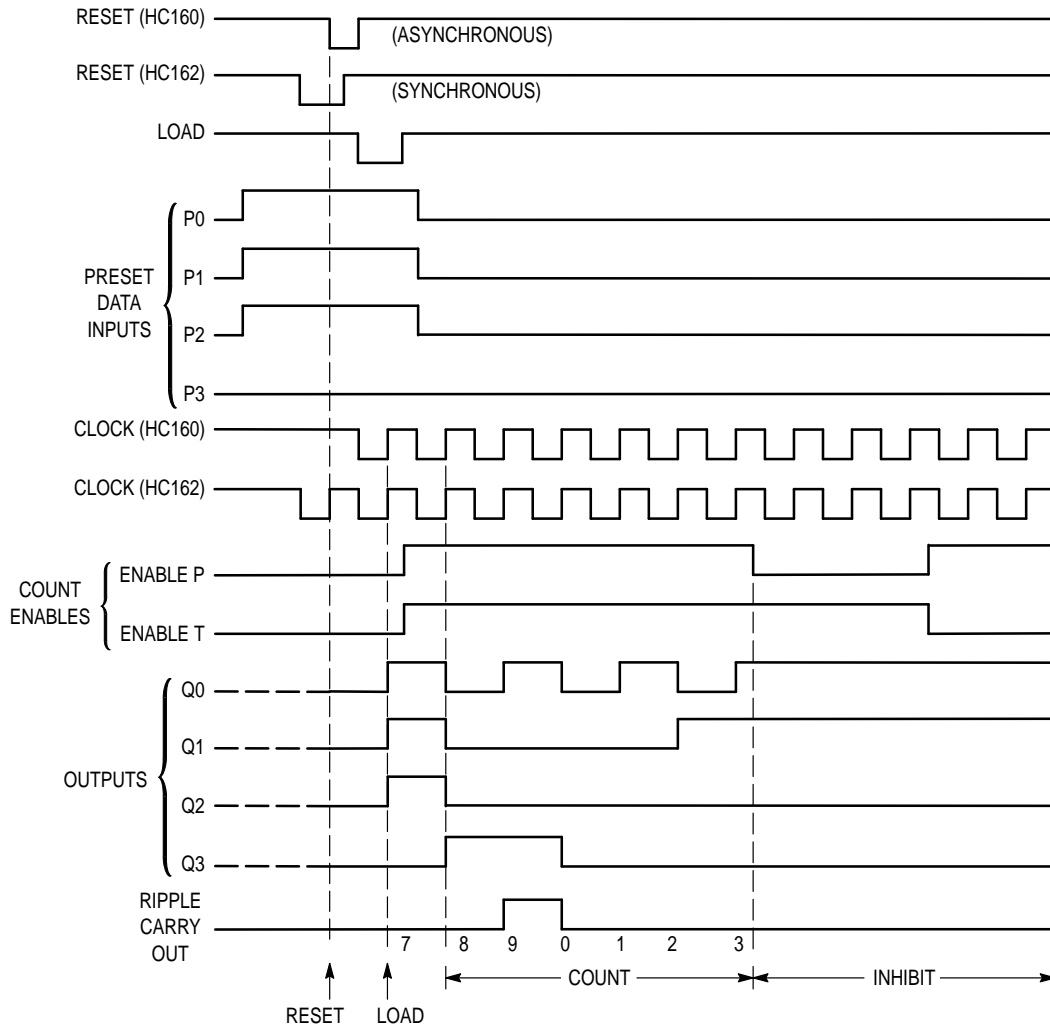 RESET (HC160)
(ASYNCHRONOUS)
RESET (HC162)
(SYNCHRONOUS)
LOAD
P0
P1
PRESET
DATA
INPUTS
P2
P3
CLOCK (HC160)
CLOCK (HC162)
ENABLE P
COUNT
ENABLES
ENABLE T
Q0
Q1
OUTPUTS
Q2
Q3
RIPPLE
CARRY
OUT
7 8 9 0 1 2 3
COUNT INHIBIT
RESET LOAD